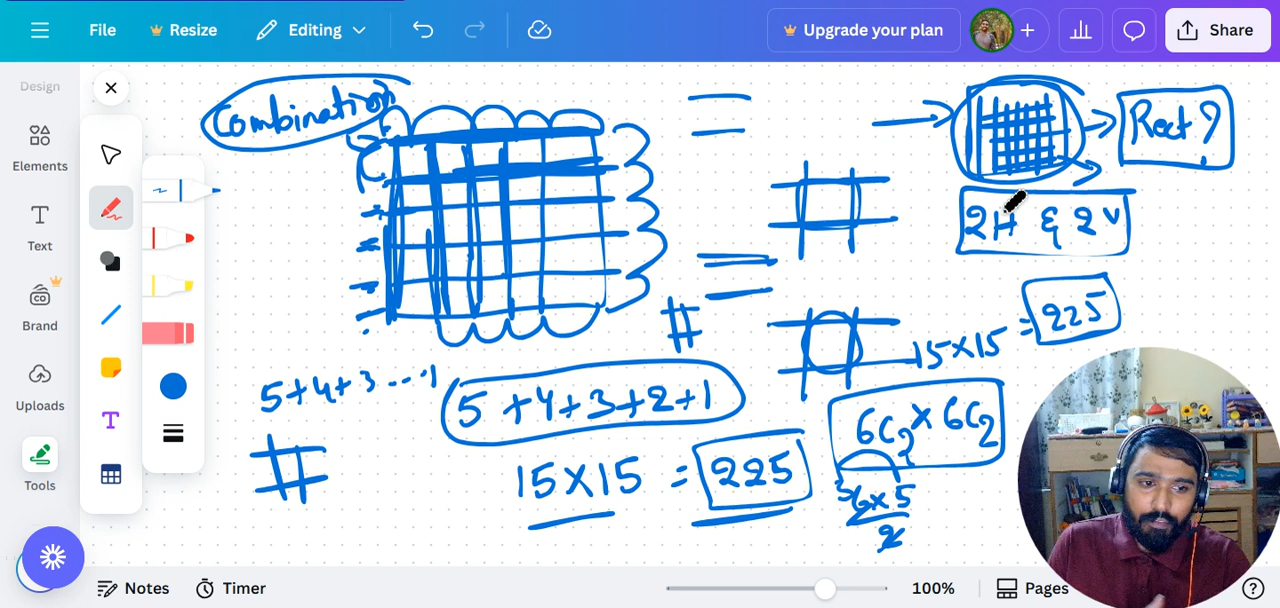 File
Resize
Editing
Upgrade your plan
Share
Design
Elements
Text
Brand
Uploads
Tools
Combination
Rect ?
2H & 2V
15×15 = 225
5+4+3...1
5+4+3+2+1
6C2 × 6C2
15×15 = 225
3
6×5
2
Notes
Timer
100%
Pages